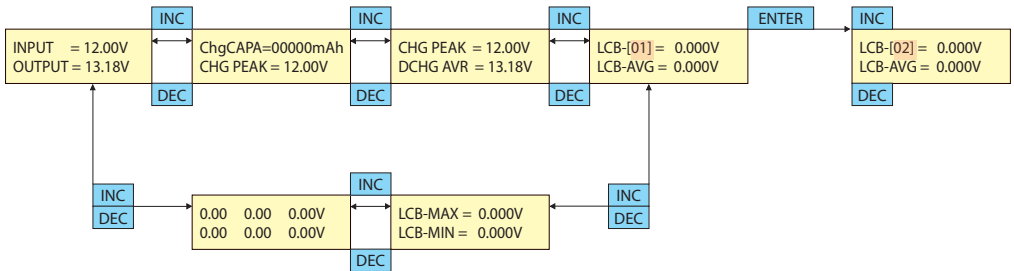 INC
INC
INC
ENTER
INC
INPUT = 12.00V
OUTPUT = 13.18V
ChgCAPA=00000mAh
CHG PEAK = 12.00V
CHG PEAK = 12.00V
DCHG AVR = 13.18V
LCB-[01] = 0.000V
LCB-AVG = 0.000V
LCB-[02] = 0.000V
LCB-AVG = 0.000V
DEC
DEC
DEC
DEC
INC
DEC
INC
INC
DEC
0.00 0.00 0.00V
0.00 0.00 0.00V
LCB-MAX = 0.000V
LCB-MIN = 0.000V
DEC